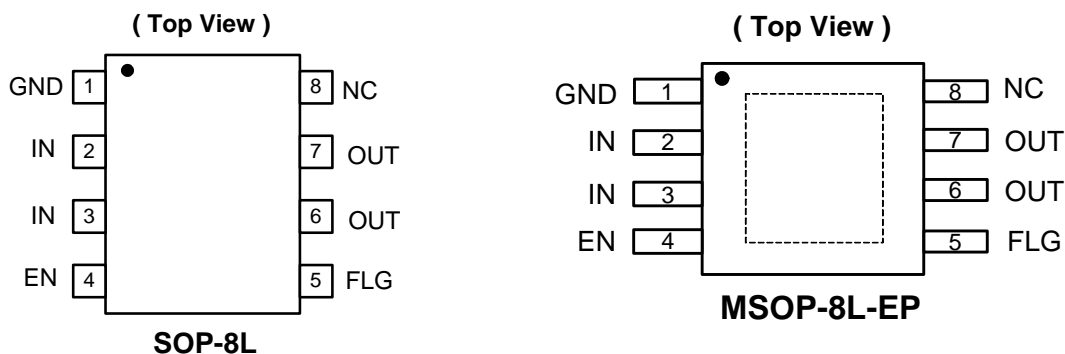 ( Top View )
GND 1 8 NC
IN 2 7 OUT
IN 3 6 OUT
EN 4 5 FLG
SOP-8L
( Top View )
GND 1 8 NC
IN 2 7 OUT
IN 3 6 OUT
EN 4 5 FLG
MSOP-8L-EP